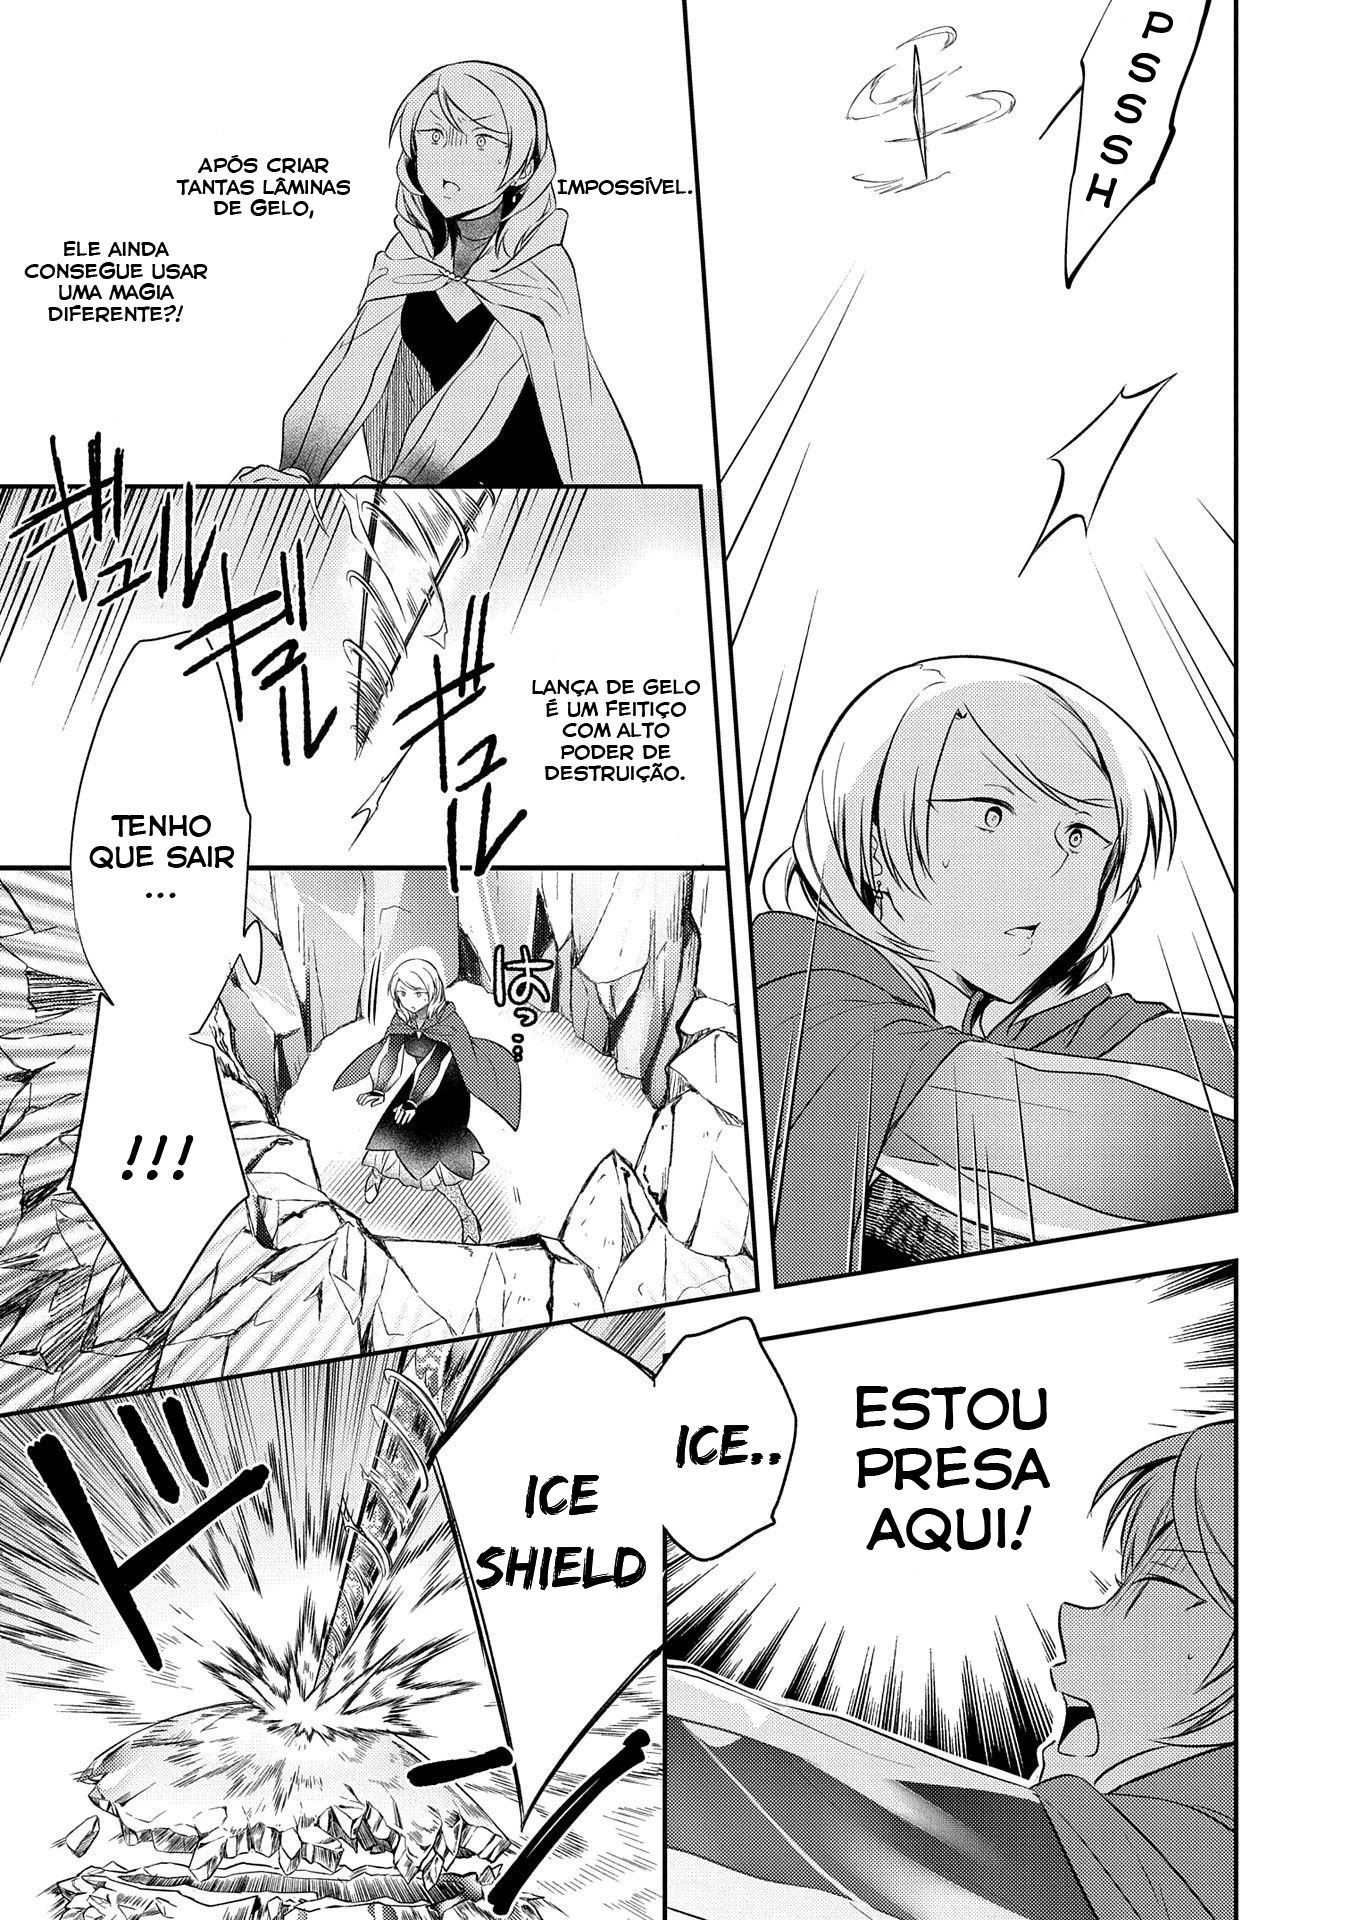 PSSSH
IMPOSSÍVEL.
APÓS CRIAR
TANTAS LÂMINAS
DE GELO,
ELE AINDA
CONSEGUE USAR
UMA MAGIA
DIFERENTE?!
ギュル
ギュル
ギュル
LANÇA DE GELO
É UM FEITIÇO
COM ALTO
PODER DE
DESTRUIÇÃO.
TENHO
QUE SAIR
...
!!!
はっ
ESTOU
PRESA
AQUI!
ICE..
ICE
SHIELD
ドーン